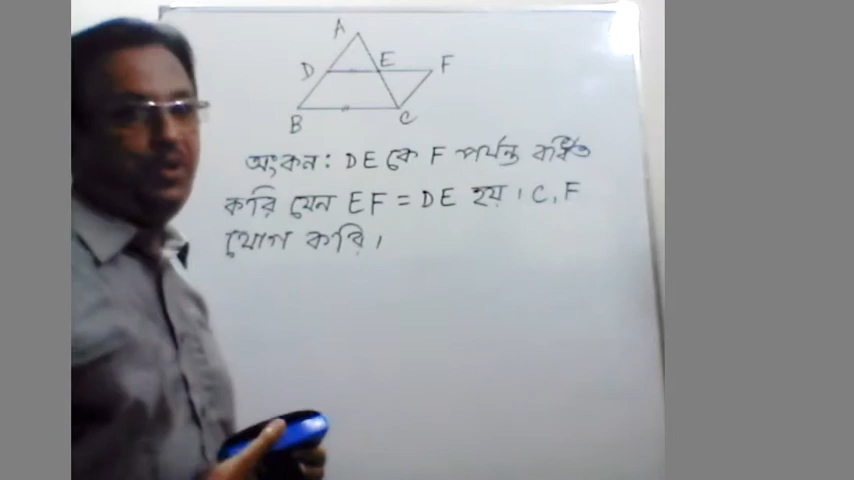 A
D
E
F
B
C
অংকন: DE কে F পর্যন্ত বর্ধিত
করি যেন EF = DE হয়। C, F
যোগ করি।